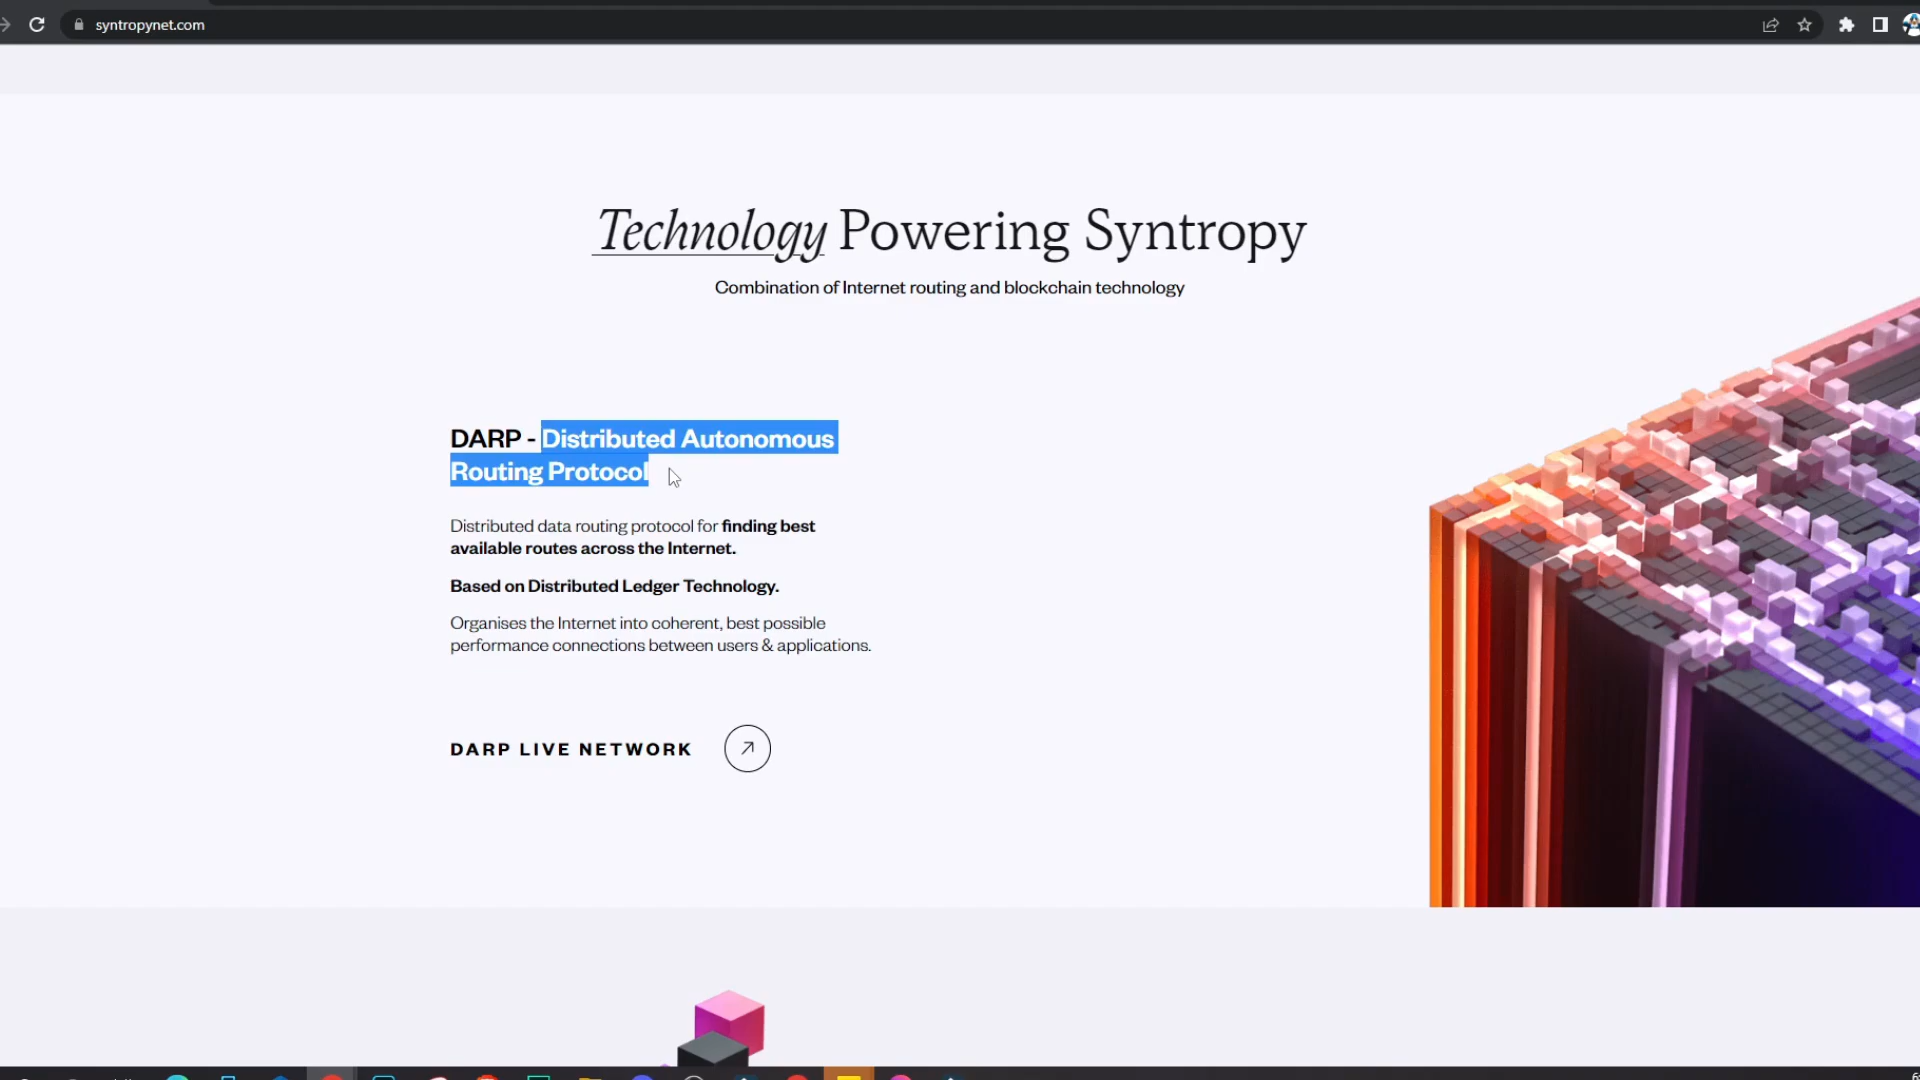 syntropynet.com
Technology Powering Syntropy
Combination of Internet routing and blockchain technology
DARP - Distributed Autonomous
Routing Protocol
Distributed data routing protocol for finding best
available routes across the Internet.
Based on Distributed Ledger Technology.
Organises the Internet into coherent, best possible
performance connections between users & applications.
DARP LIVE NETWORK